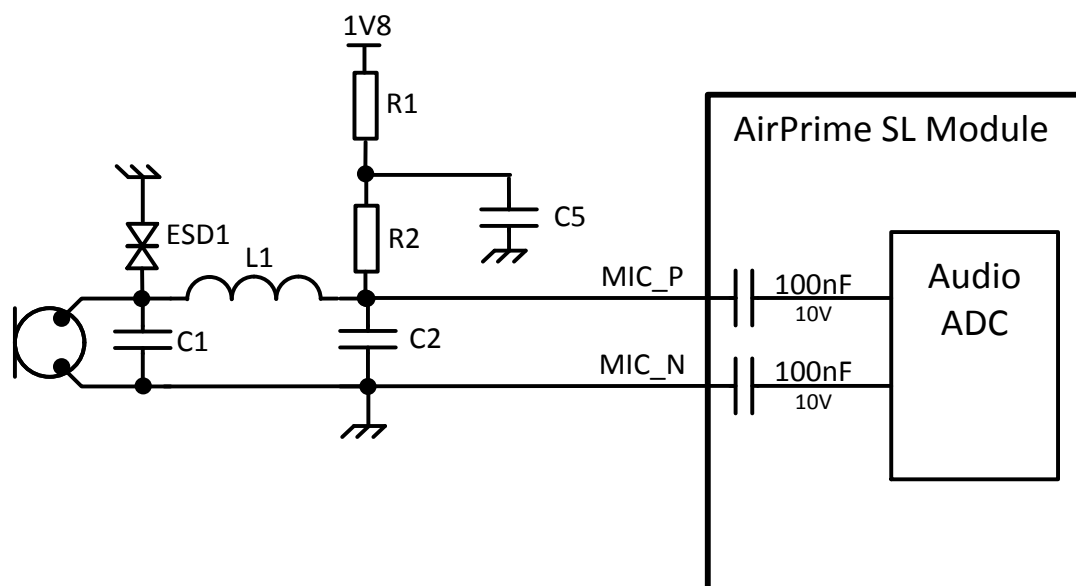 1V8
R1
AirPrime SL Module
C5
R2
ESD1
L1
MIC_P
100nF
10V
Audio
ADC
C1
C2
MIC_N
100nF
10V